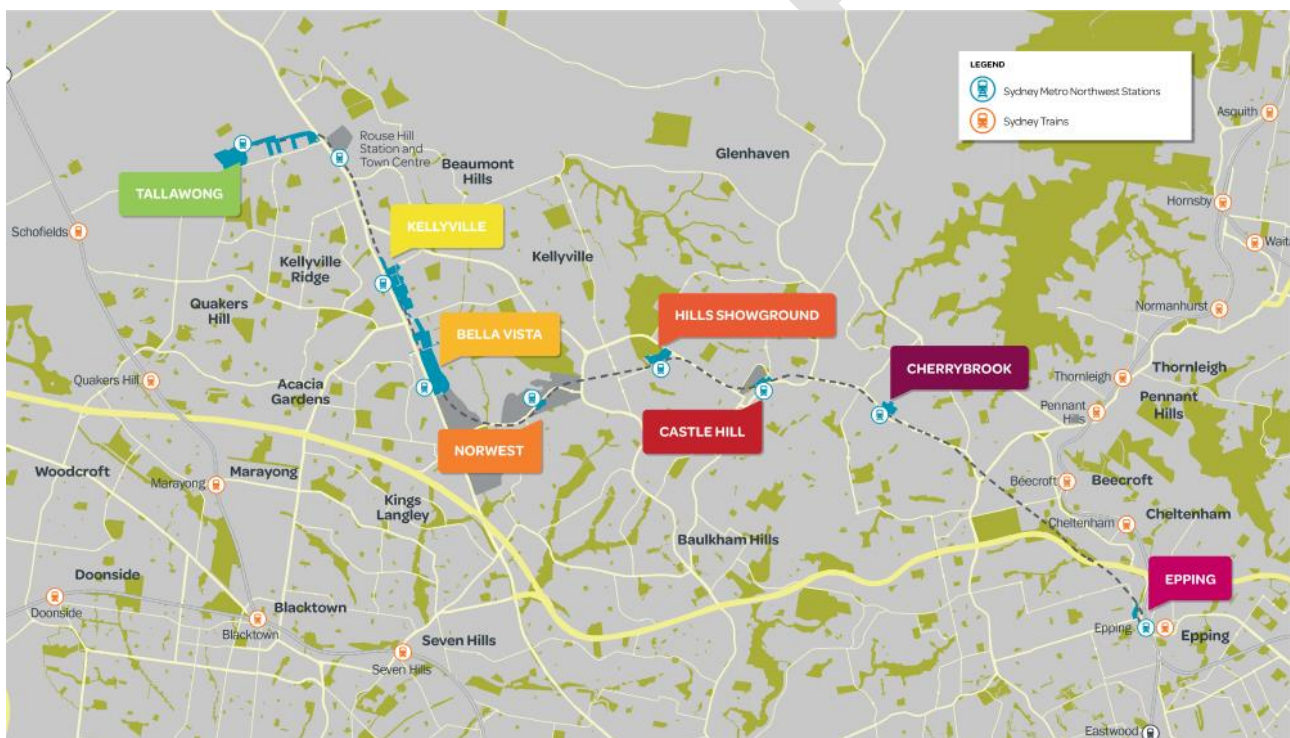 LEGEND
Sydney Metro Northwest Stations
Sydney Trains
Asquith
Rouse Hill
Station and
Town Centre
Beaumont
Hills
Glenhaven
TALLAWONG
Hornsby
Schofields
KELLYVILLE
Kellyville
Ridge
Kellyville
Quakers
Hill
HILLS SHOWGROUND
Normanhurst
BELLA VISTA
Quakers Hill
Acacia
Gardens
CHERRYBROOK
Thornleigh
Thornleigh
Pennant
Hills
Pennant
Hills
CASTLE HILL
NORWEST
Woodcroft
Marayong
Marayong
Kings
Langley
Beecroft
Beecroft
Cheltenham
Cheltenham
Baulkham Hills
Doonside
Doonside
Blacktown
Blacktown
Seven Hills
Seven Hills
EPPING
Epping
Epping
Eastwood